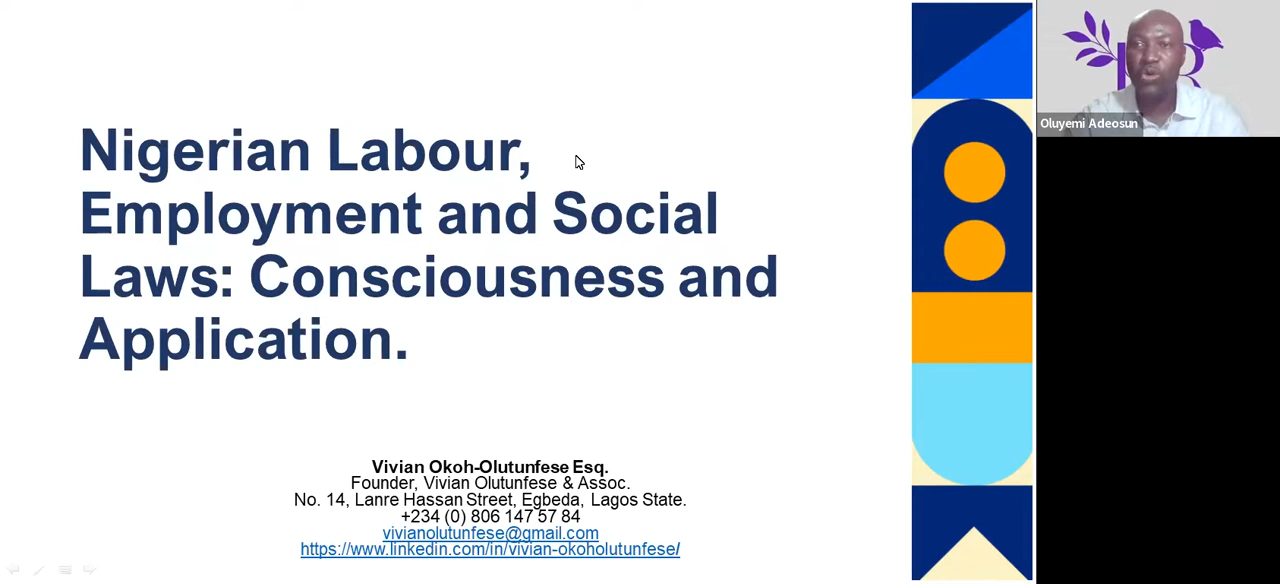 Nigerian Labour,
Employment and Social
Laws: Consciousness and
Application.
Vivian Okoh-Olutunfese Esq.
Founder, Vivian Olutunfese & Assoc.
No. 14, Lanre Hassan Street, Egbeda, Lagos State.
+234 (0) 806 147 57 84
vivianolutunfese@gmail.com
https://www.linkedin.com/in/vivian-okoholutunfese/
Oluyemi Adeosun